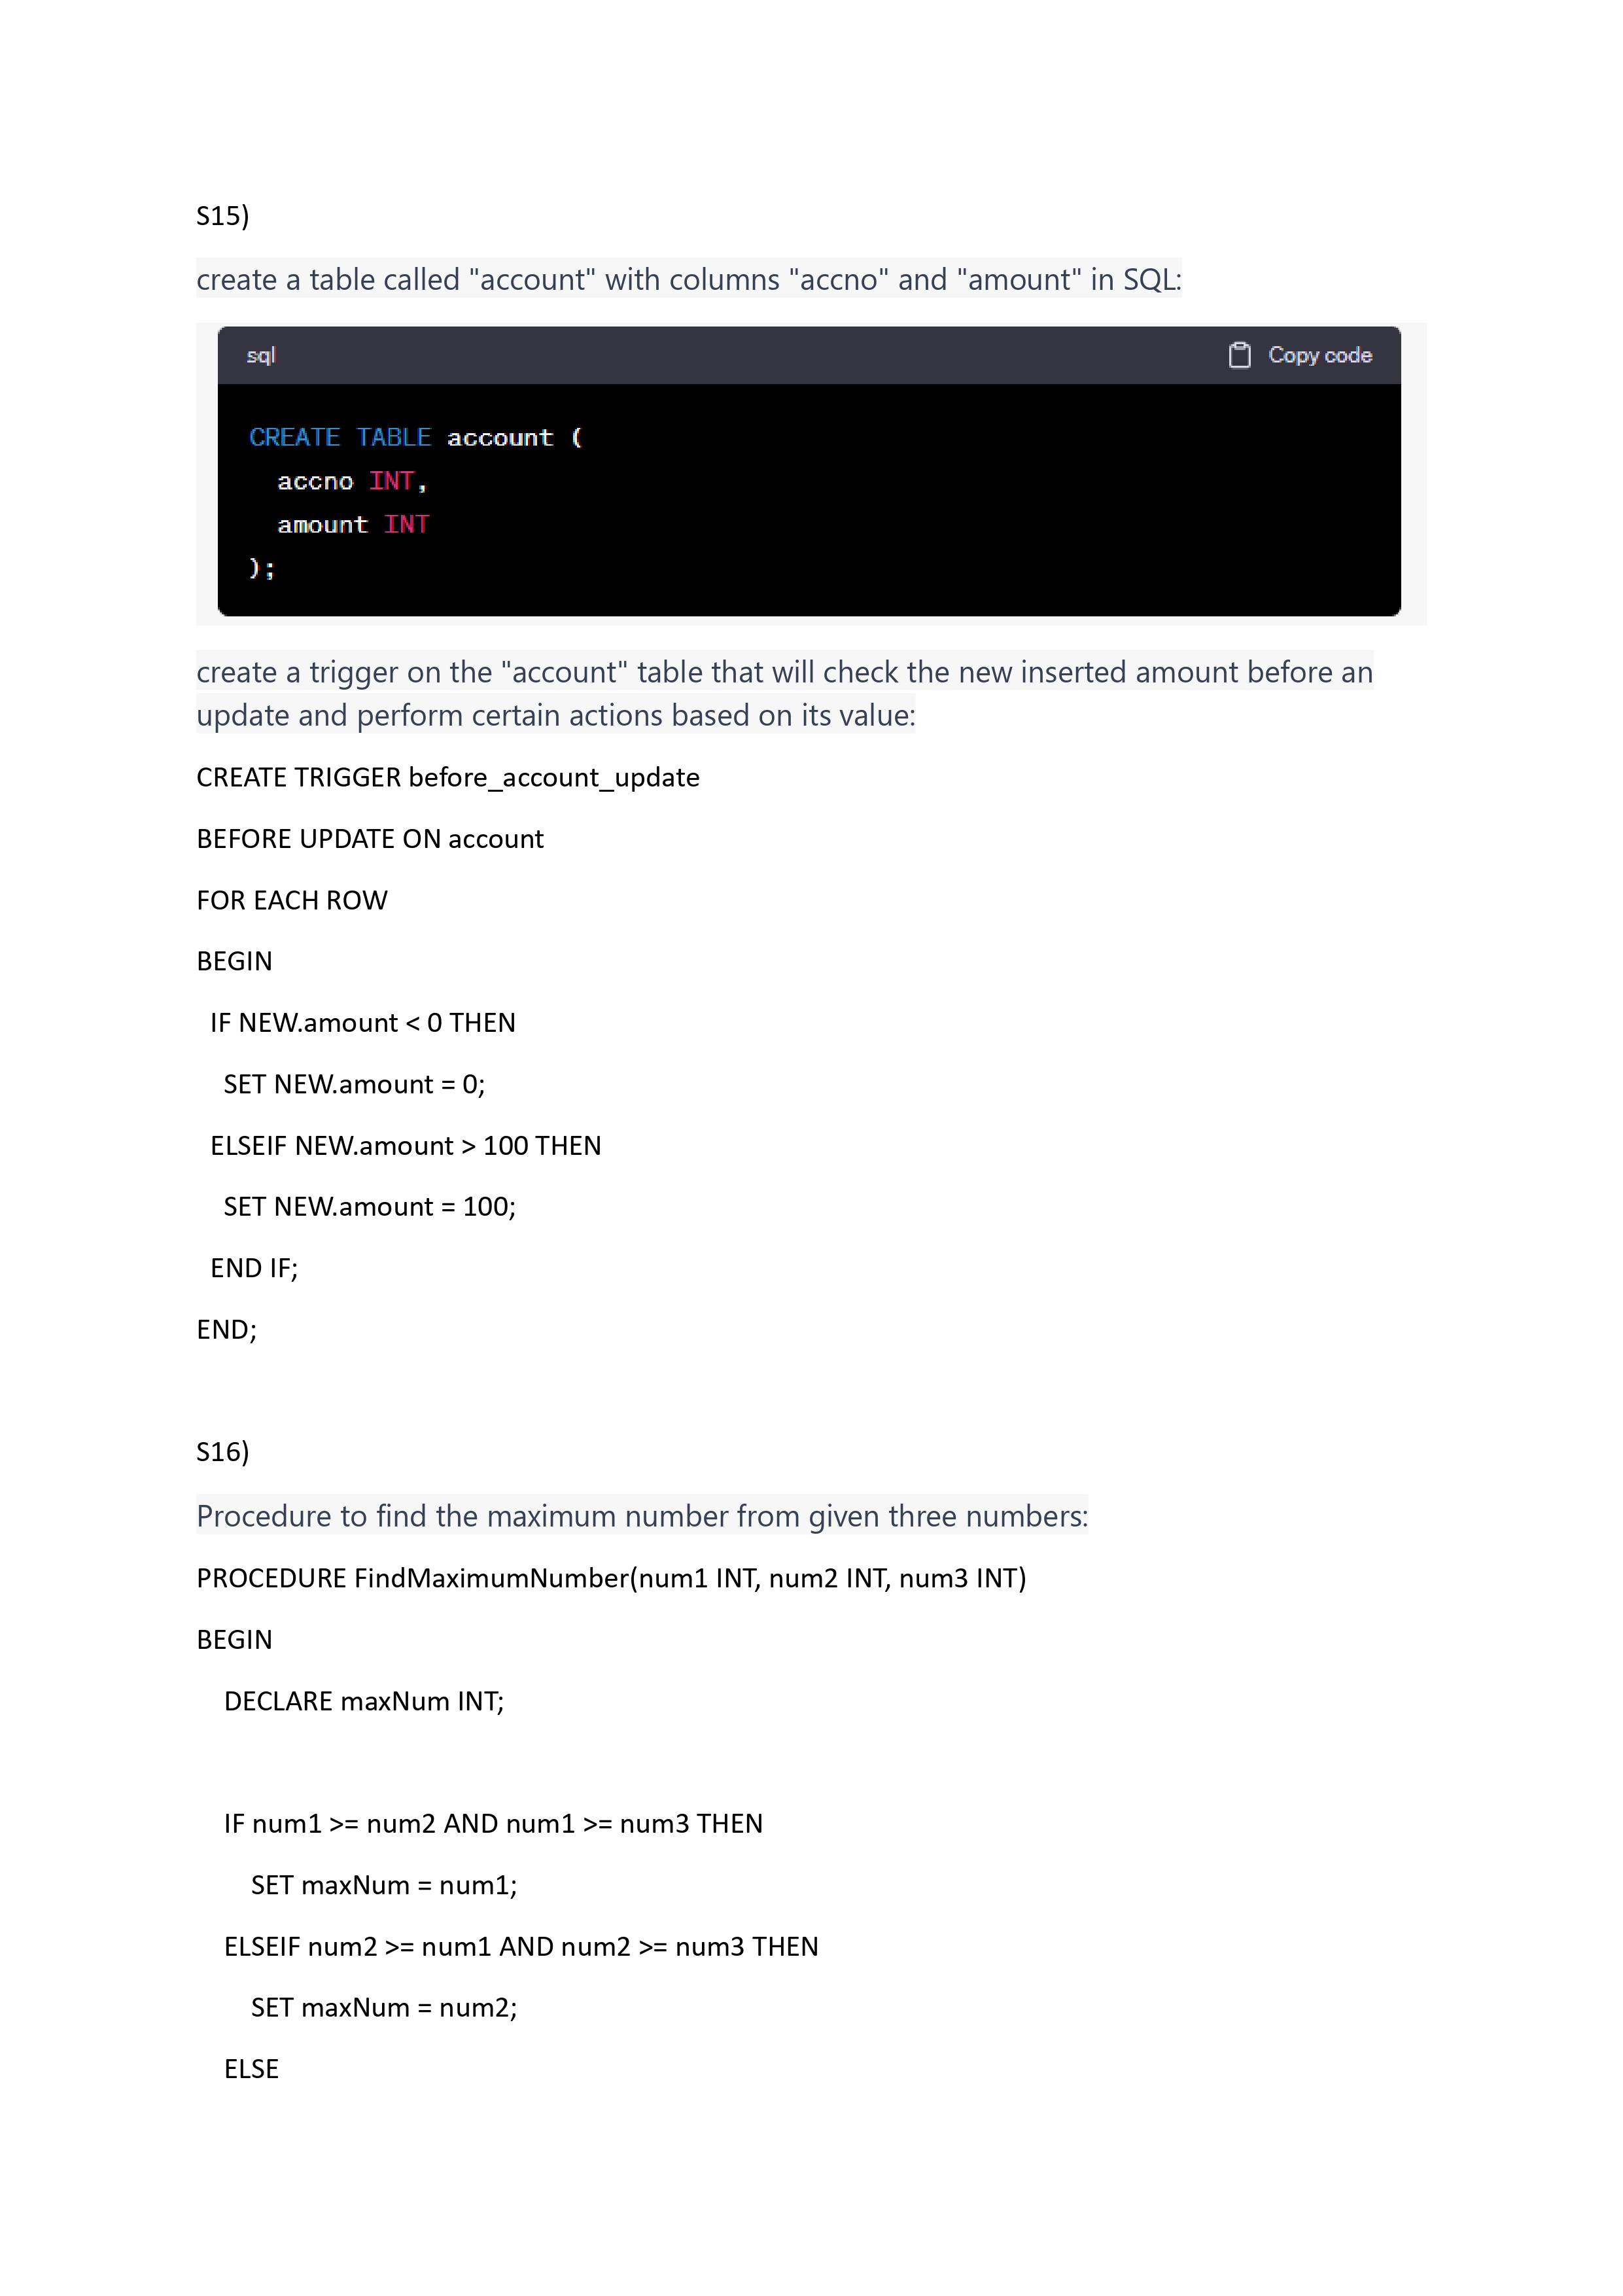 S15)
create a table called "account" with columns "accno" and "amount" in SQL:
sql
Copy code
CREATE TABLE account (
  accno INT,
  amount INT
);
create a trigger on the "account" table that will check the new inserted amount before an
update and perform certain actions based on its value:
CREATE TRIGGER before_account_update
BEFORE UPDATE ON account
FOR EACH ROW
BEGIN
  IF NEW.amount < 0 THEN
    SET NEW.amount = 0;
  ELSEIF NEW.amount > 100 THEN
    SET NEW.amount = 100;
  END IF;
END;
S16)
Procedure to find the maximum number from given three numbers:
PROCEDURE FindMaximumNumber(num1 INT, num2 INT, num3 INT)
BEGIN
    DECLARE maxNum INT;
    IF num1 >= num2 AND num1 >= num3 THEN
        SET maxNum = num1;
    ELSEIF num2 >= num1 AND num2 >= num3 THEN
        SET maxNum = num2;
    ELSE